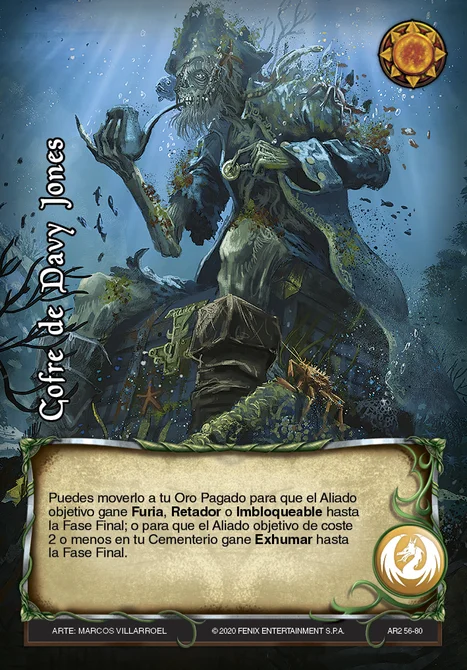 Cofre de Davy Jones
Puedes moverlo a tu Oro Pagado para que el Aliado
objetivo gane Furia, Retador o Imbloqueable hasta
la Fase Final; o para que el Aliado objetivo de coste
2 o menos en tu Cementerio gane Exhumar hasta
la Fase Final.
ARTE: MARCOS VILLARROEL
©2020 FENIX ENTERTAINMENT S.P.A.
AR2 56-80